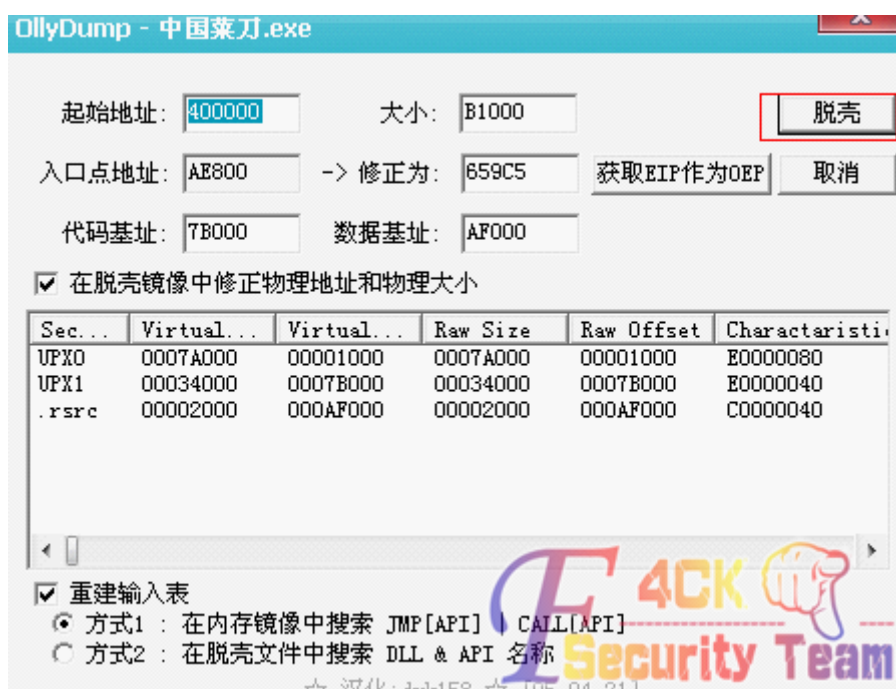 OllyDump - 中国菜刀.exe
起始地址: 400000 大小: B1000 脱壳
入口点地址: AE800 -> 修正为: 659C5 获取EIP作为OEP 取消
代码基址: 7B000 数据基址: AF000
在脱壳镜像中修正物理地址和物理大小
Sec... Virtual... Virtual... Raw Size Raw Offset Charactaristi
UPX0 0007A000 00001000 0007A000 00001000 E0000080
UPX1 00034000 0007B000 00034000 0007B000 E0000040
.rsrc 00002000 000AF000 00002000 000AF000 C0000040
重建输入表
方式1 : 在内存镜像中搜索 JMP[API] | CALL[API]
方式2 : 在脱壳文件中搜索 DLL & API 名称
F4CK
Security Team